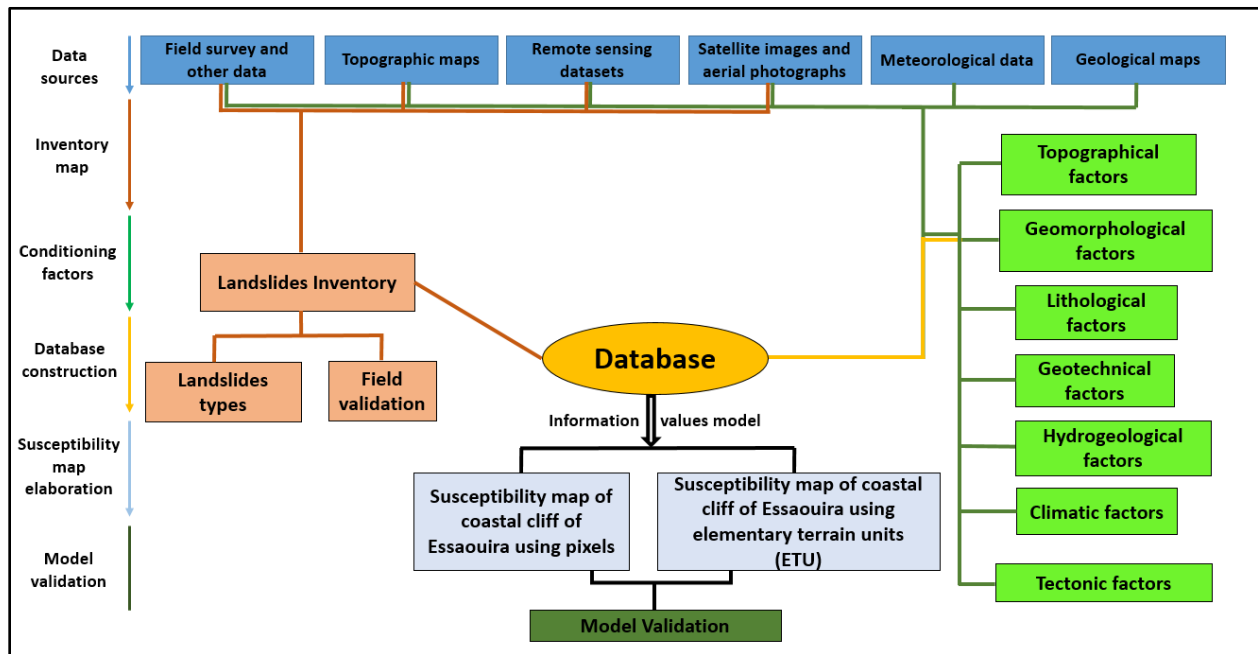 Data
sources
Field survey and
other data
Topographic maps
Remote sensing
datasets
Satellite images and
aerial photographs
Meteorological data
Geological maps
Inventory
map
Conditioning
factors
Database
construction
Susceptibility
map
elaboration
Model
validation
Landslides Inventory
Landslides
types
Field
validation
Database
Information values model
Susceptibility map of
coastal cliff of
Essaouira using pixels
Susceptibility map of coastal
cliff of Essaouira using
elementary terrain units
(ETU)
Model Validation
Topographical
factors
Geomorphological
factors
Lithological
factors
Geotechnical
factors
Hydrogeological
factors
Climatic factors
Tectonic factors